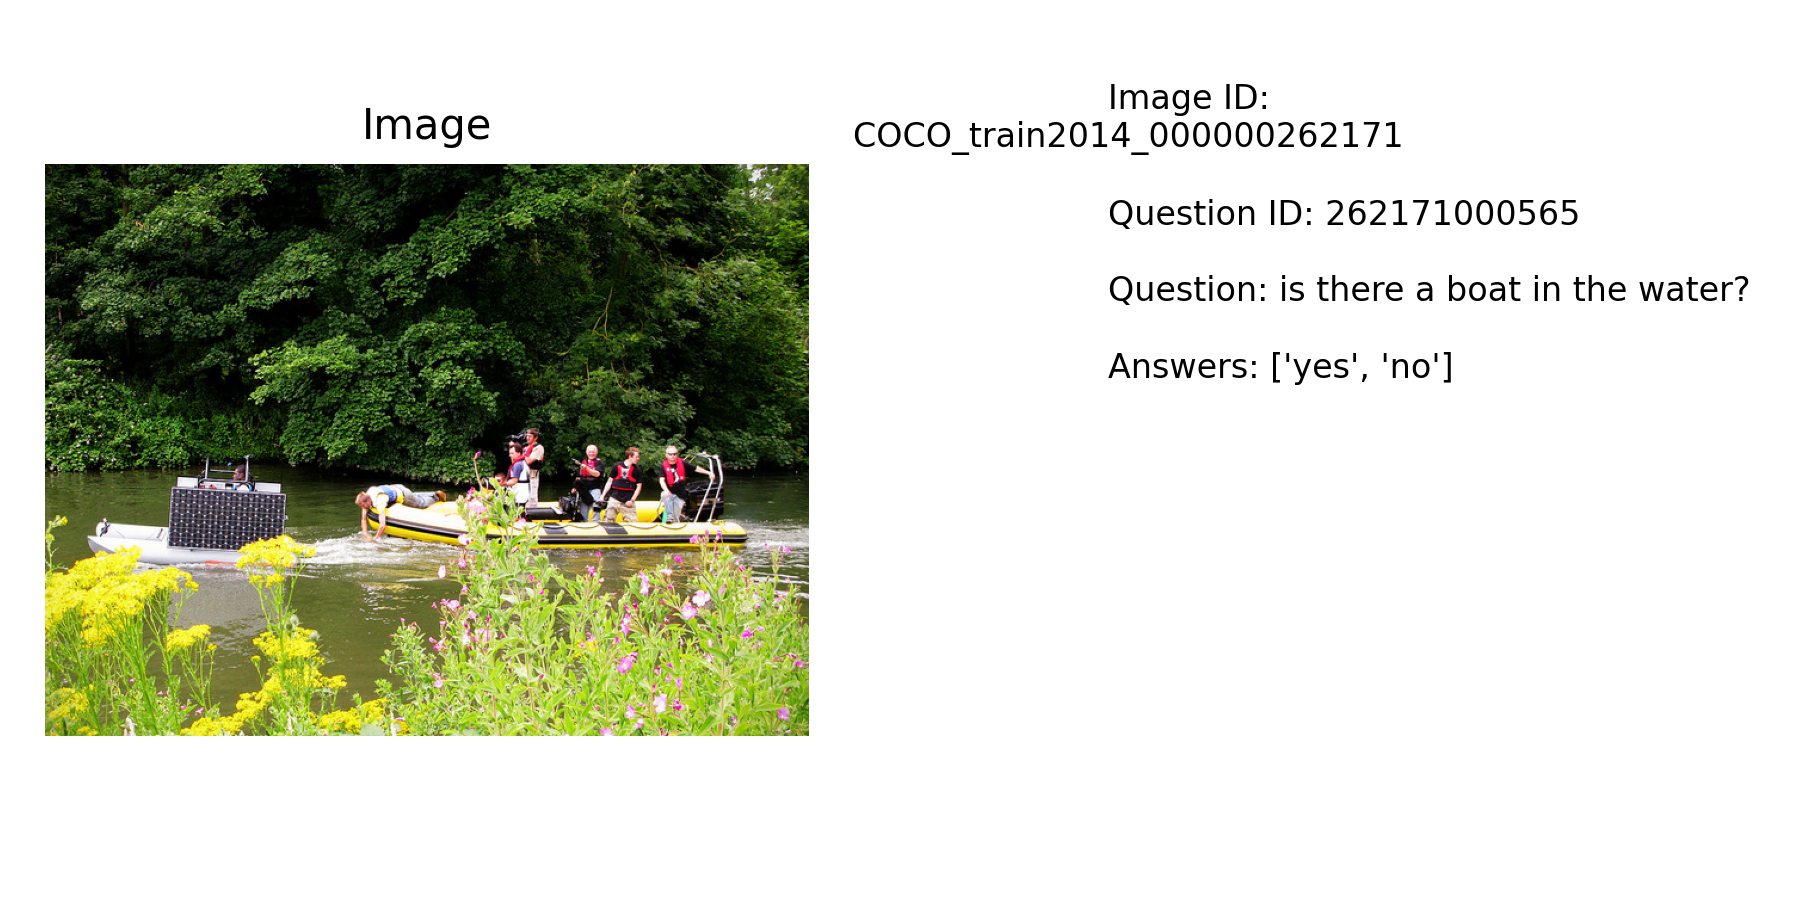 Image
Image ID:
COCO_train2014_000000262171
Question ID: 262171000565
Question: is there a boat in the water?
Answers: ['yes', 'no']